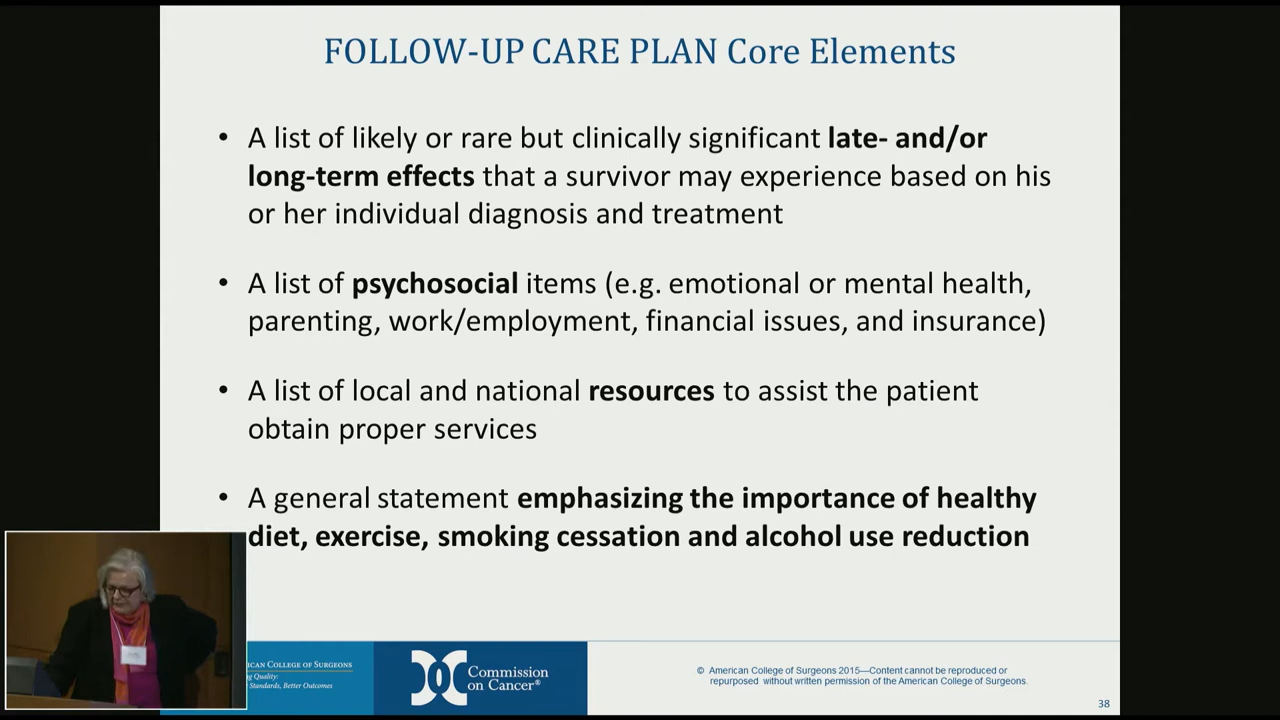 FOLLOW-UP CARE PLAN Core Elements
• A list of likely or rare but clinically significant late- and/or
long-term effects that a survivor may experience based on his
or her individual diagnosis and treatment
• A list of psychosocial items (e.g. emotional or mental health,
parenting, work/employment, financial issues, and insurance)
• A list of local and national resources to assist the patient
obtain proper services
• A general statement emphasizing the importance of healthy
diet, exercise, smoking cessation and alcohol use reduction
ICAN COLLEGE OF SURGEONS
g Quality:
Standards, Better Outcomes
Commission
on Cancer®
© American College of Surgeons 2015—Content cannot be reproduced or
repurposed without written permission of the American College of Surgeons.
38